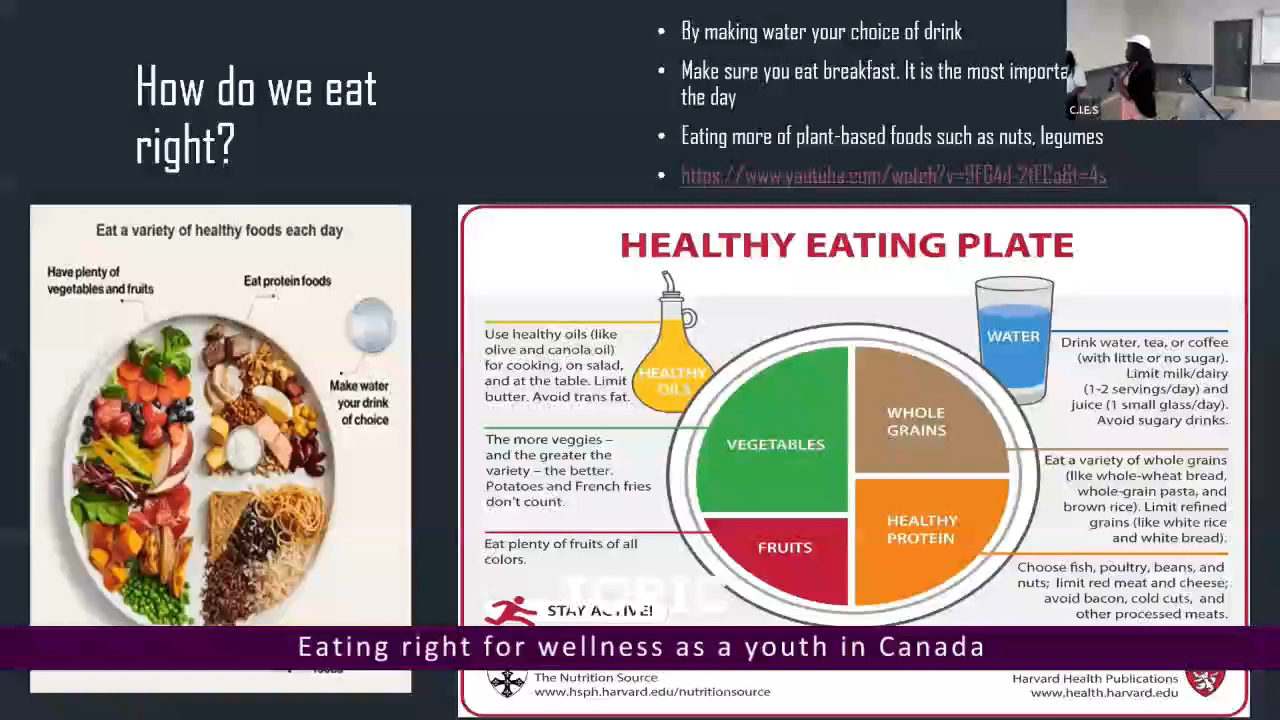 How do we eat
right?
• By making water your choice of drink
• Make sure you eat breakfast. It is the most importa
the day
• Eating more of plant-based foods such as nuts, legumes
C.I.E.S
Eat a variety of healthy foods each day
Have plenty of
vegetables and fruits
Eat protein foods
Make water
your drink
of choice
HEALTHY EATING PLATE
Use healthy oils (like
olive and canola oil)
for cooking, on salad,
and at the table. Limit
butter. Avoid trans fat.
HEALTHY
OILS
The more veggies –
and the greater the
variety – the better.
Potatoes and French fries
don't count.
Eat plenty of fruits of all
colors.
STAY ACTIVE!
VEGETABLES
FRUITS
WHOLE
GRAINS
HEALTHY
PROTEIN
WATER
Drink water, tea, or coffee
(with little or no sugar).
Limit milk/dairy
(1-2 servings/day) and
juice (1 small glass/day).
Avoid sugary drinks.
Eat a variety of whole grains
(like whole-wheat bread,
whole-grain pasta, and
brown rice). Limit refined
grains (like white rice
and white bread).
Choose fish, poultry, beans, and
nuts; limit red meat and cheese;
avoid bacon, cold cuts, and
other processed meats.
Eating right for wellness as a youth in Canada
The Nutrition Source
www.hsph.harvard.edu/nutritionsource
Harvard Health Publications
www.health.harvard.edu